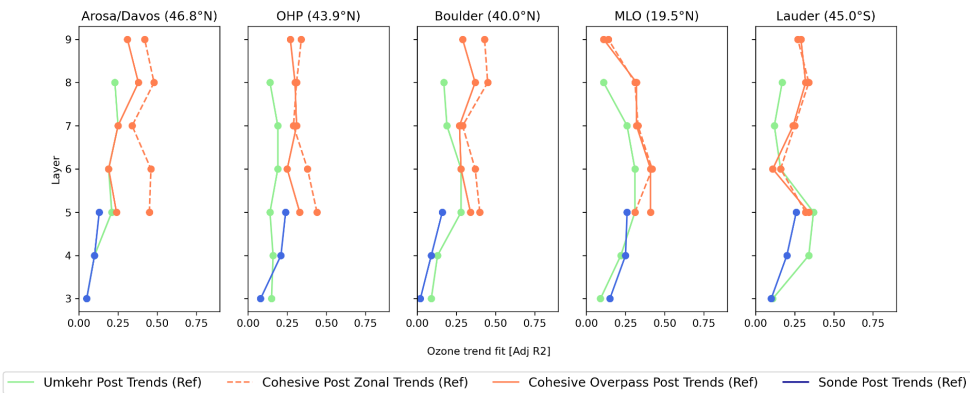 Arosa/Davos (46.8°N) OHP (43.9°N) Boulder (40.0°N) MLO (19.5°N) Lauder (45.0°S)
9
8
7
Layer
6
5
4
3
0.00 0.25 0.50 0.75 0.00 0.25 0.50 0.75 0.00 0.25 0.50 0.75 0.00 0.25 0.50 0.75 0.00 0.25 0.50 0.75
Ozone trend fit [Adj R2]
Umkehr Post Trends (Ref) Cohesive Post Zonal Trends (Ref) Cohesive Overpass Post Trends (Ref) Sonde Post Trends (Ref)